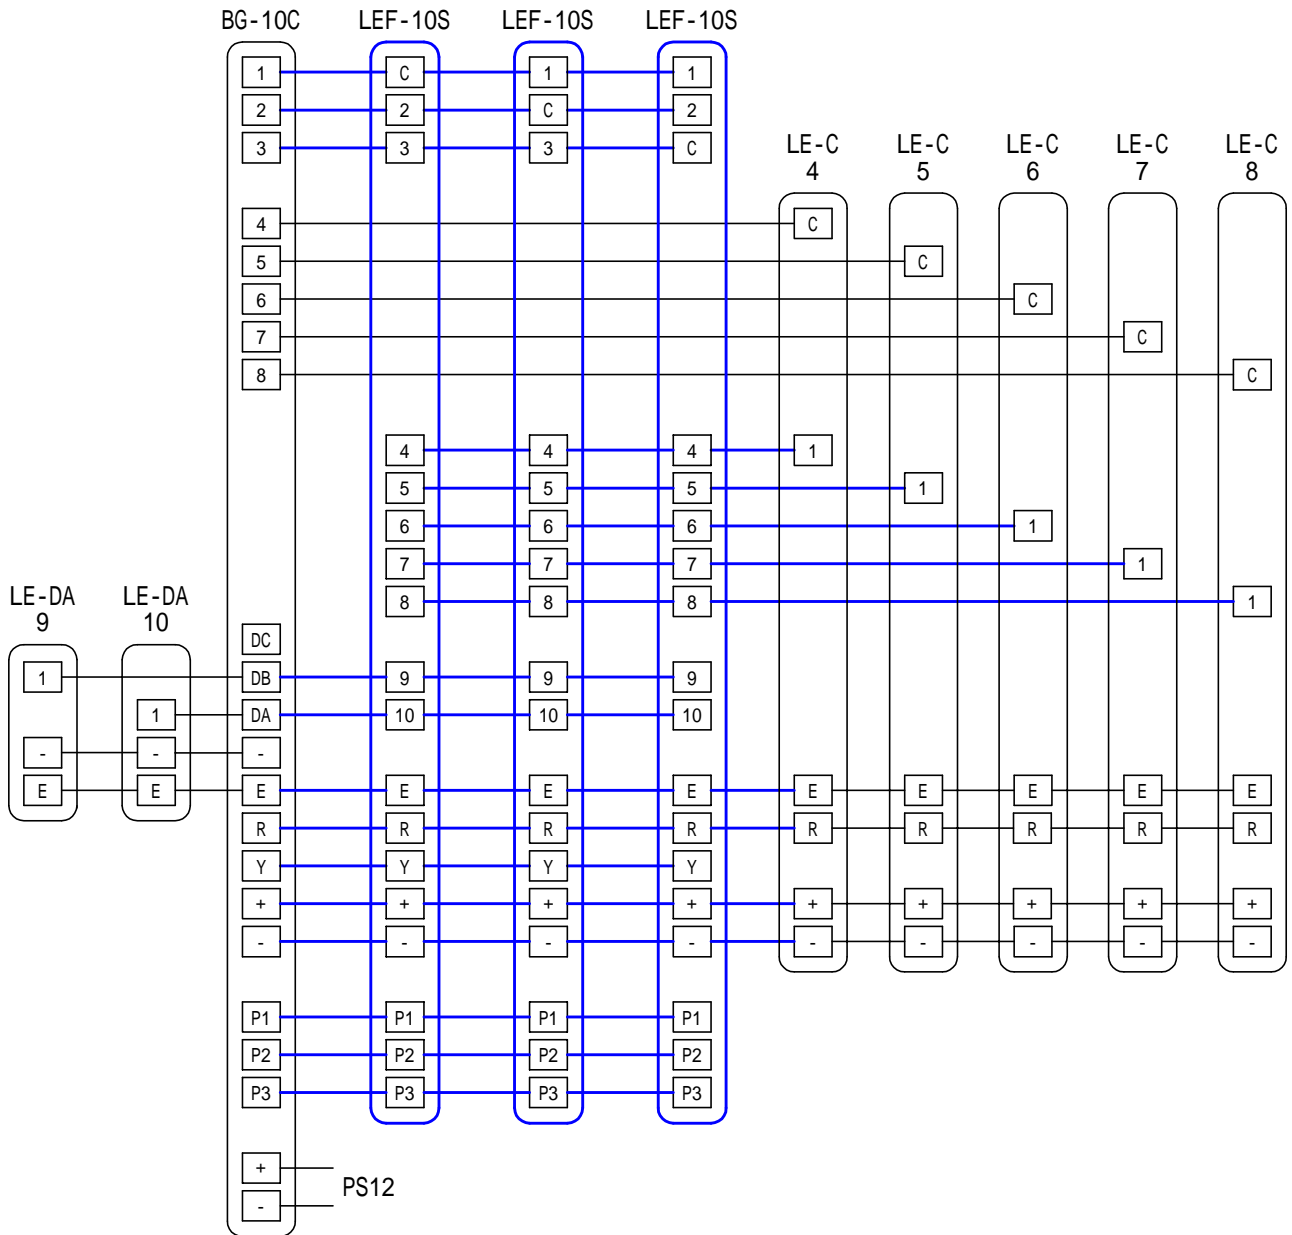 BG-10C LEF-10S LEF-10S LEF-10S
1 C 1 1
2 2 C 2
3 3 3 C
LE-C LE-C LE-C LE-C LE-C
4 5 6 7 8
4 C
5 C
6 C
7 C
8 C
4 4 4 1
5 5 5 1
6 6 6 1
7 7 7 1
8 8 8 1
LE-DA LE-DA
9 10
DC
1 DB 9 9 9
1 DA 10 10 10
- - -
E E E E E E E E E E E
R R R R R R R R R
Y Y Y Y
+ + + + + + + + +
- - - - - - - - -
P1 P1 P1 P1
P2 P2 P2 P2
P3 P3 P3 P3
+
PS12
-